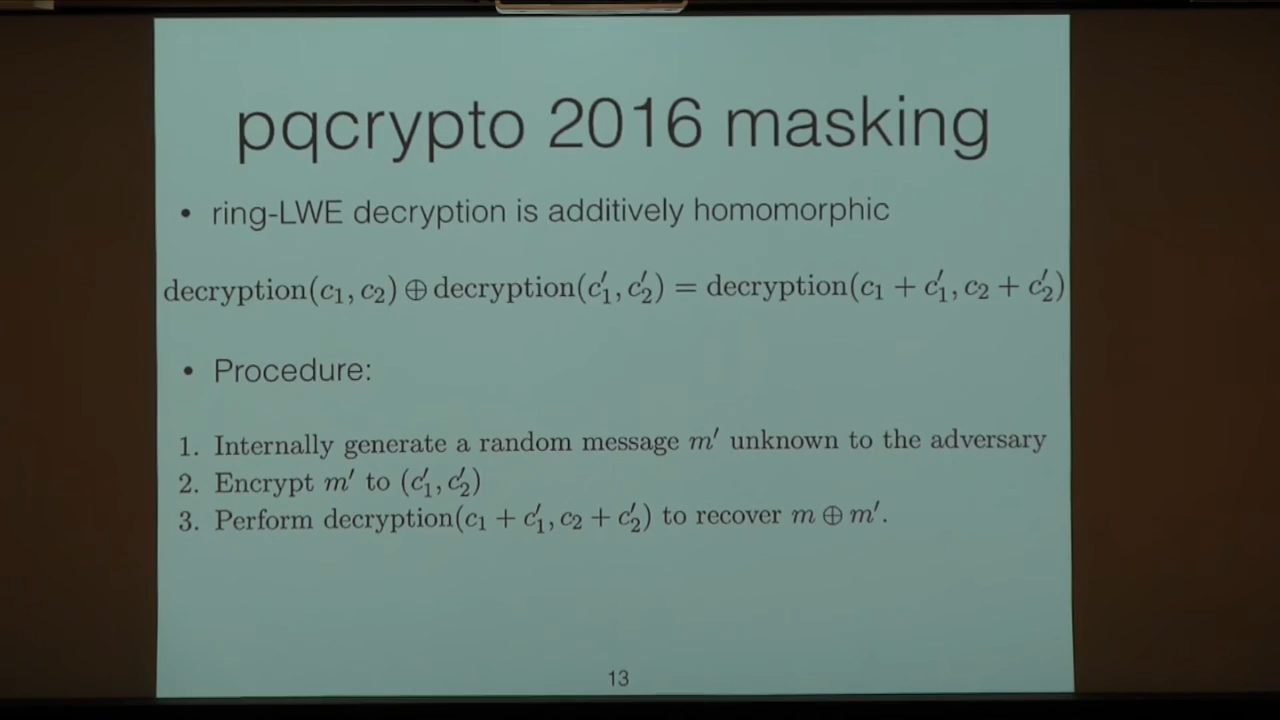 pqcrypto 2016 masking
• ring-LWE decryption is additively homomorphic
decryption(c₁, c₂) ⊕ decryption(c′₁, c′₂) = decryption(c₁ + c′₁, c₂ + c′₂)
• Procedure:
1. Internally generate a random message m′ unknown to the adversary
2. Encrypt m′ to (c′₁, c′₂)
3. Perform decryption(c₁ + c′₁, c₂ + c′₂) to recover m ⊕ m′.
13